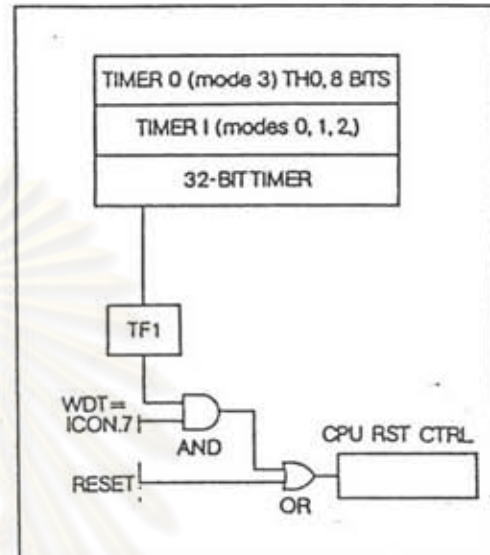 TIMER 0 (mode 3) TH0, 8 BITS
TIMER I (modes 0, 1, 2,)
32-BIT TIMER
TF1
WDT=
ICON.7
AND
CPU RST CTRL
RESET
OR